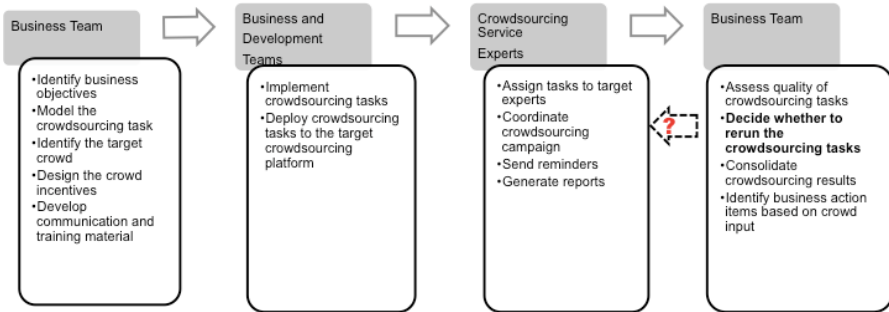 Business Team
•Identify business
objectives
•Model the
crowdsourcing task
•Identify the target
crowd
•Design the crowd
incentives
•Develop
communication and
training material
Business and
Development
Teams
•Implement
crowdsourcing tasks
•Deploy crowdsourcing
tasks to the target
crowdsourcing
platform
Crowdsourcing
Service
Experts
•Assign tasks to target
experts
•Coordinate
crowdsourcing
campaign
•Send reminders
•Generate reports
?
Business Team
•Assess quality of
crowdsourcing tasks
•Decide whether to
rerun the
crowdsourcing tasks
•Consolidate
crowdsourcing results
•Identify business action
items based on crowd
input